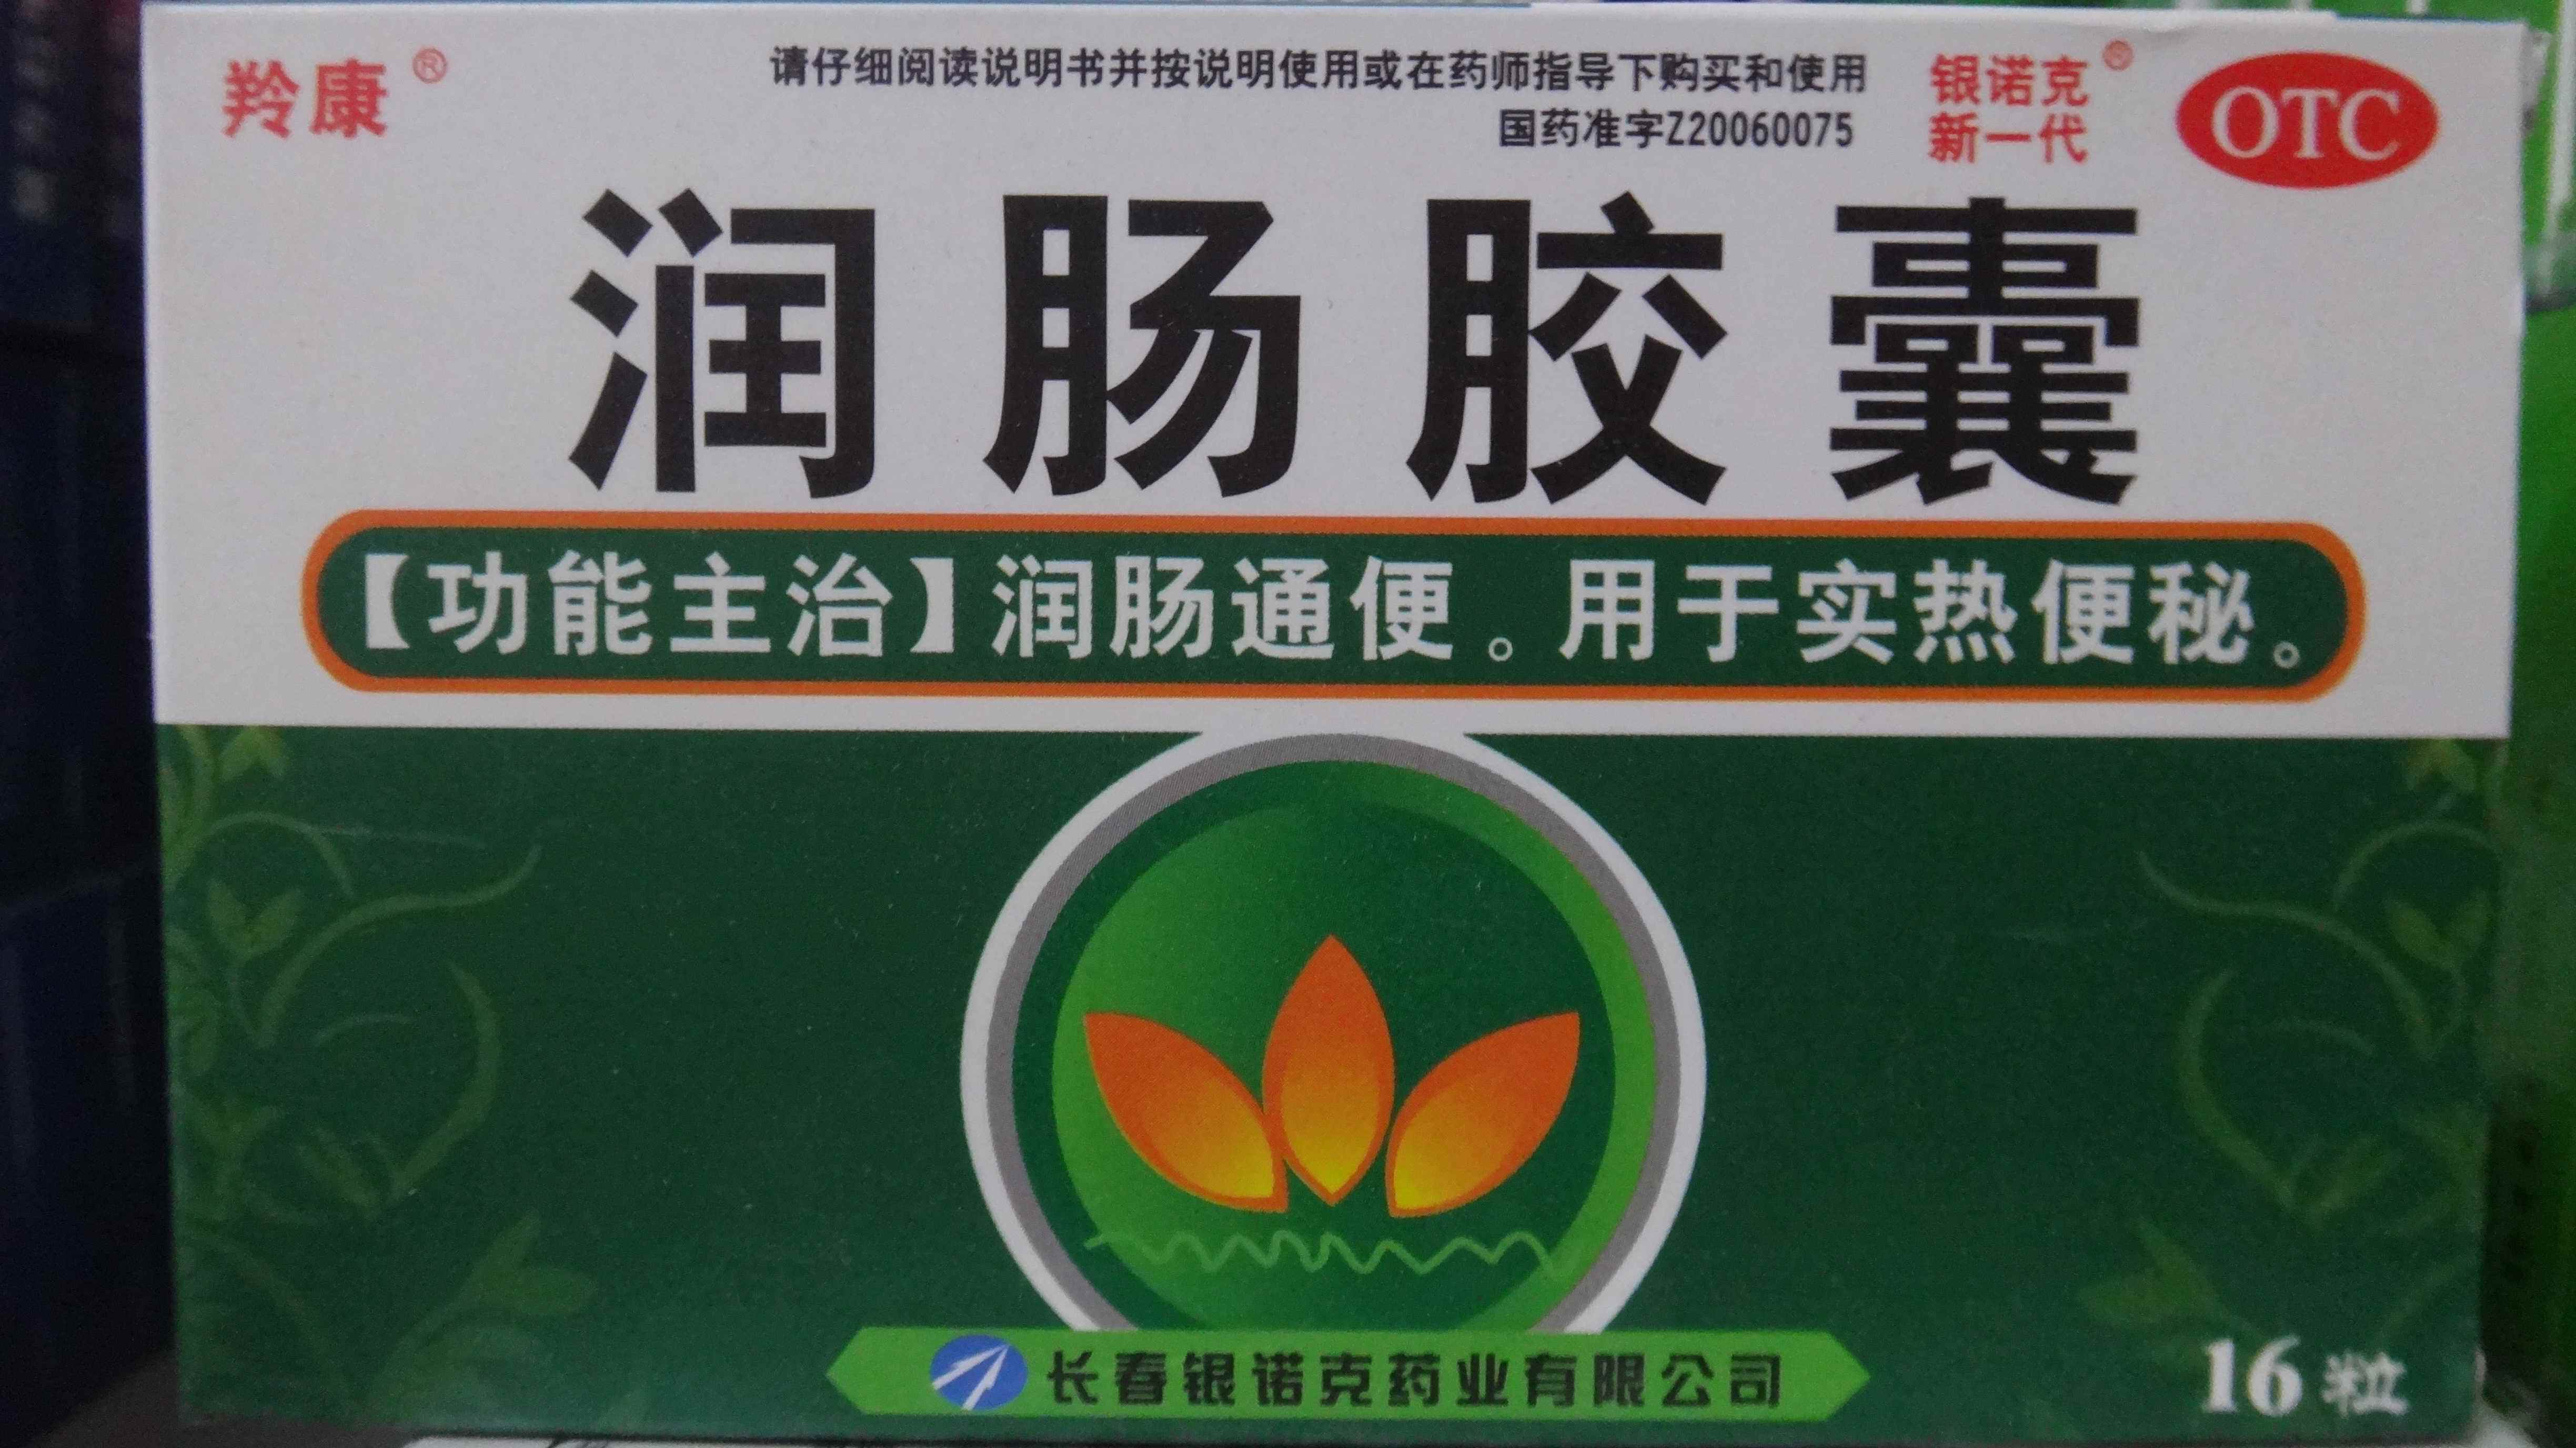 羚康®
请仔细阅读说明书并按说明使用或在药师指导下购买和使用
国药准字Z20060075
银诺克®
新一代
OTC
润肠胶囊
【功能主治】润肠通便。用于实热便秘。
长春银诺克药业有限公司
16粒